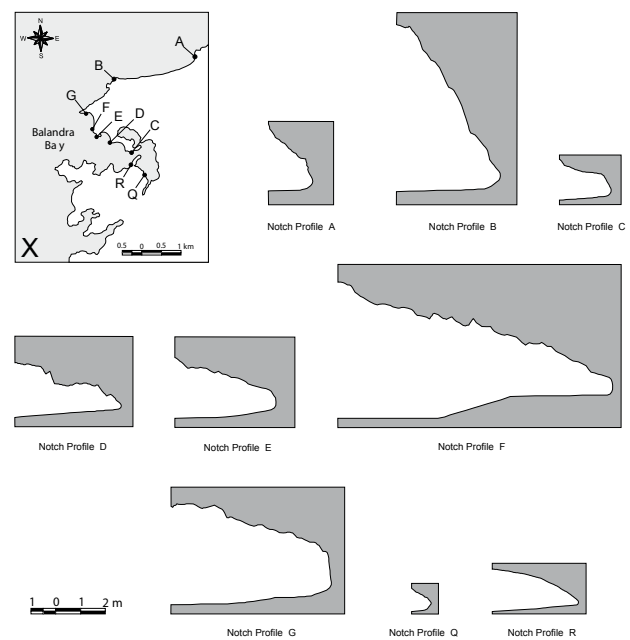 N
W E
S
A
B
G
F
E
D
C
Balandra
Ba y
R
Q
0.5 0 0.5 1 km
X
Notch Profile A
Notch Profile B
Notch Profile C
Notch Profile D
Notch Profile E
Notch Profile F
1 0 1 2 m
Notch Profile G
Notch Profile Q
Notch Profile R